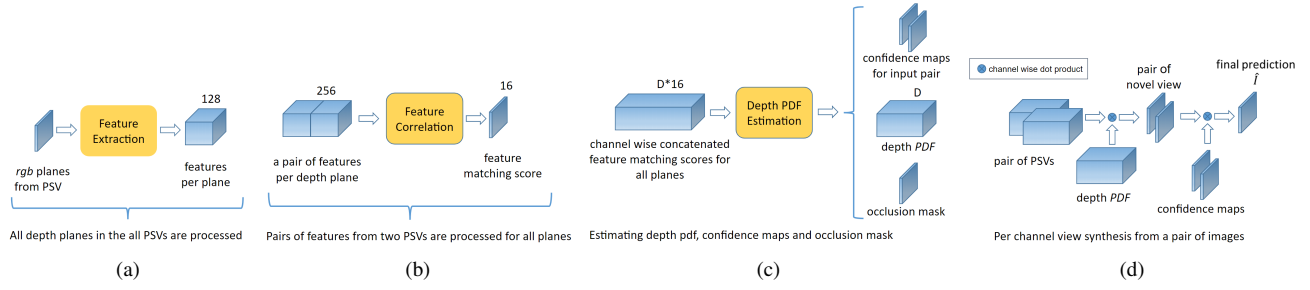 rgb planes
from PSV
Feature
Extraction
128
features
per plane
All depth planes in the all PSVs are processed
(a)
256
a pair of features
per depth plane
Feature
Correlation
16
feature
matching score
Pairs of features from two PSVs are processed for all planes
(b)
D*16
channel wise concatenated
feature matching scores for
all planes
Depth PDF
Estimation
confidence maps
for input pair
D
depth PDF
occlusion mask
Estimating depth pdf, confidence maps and occlusion mask
(c)
channel wise dot product
pair of PSVs
depth PDF
pair of
novel view
confidence maps
final prediction
Î
Per channel view synthesis from a pair of images
(d)